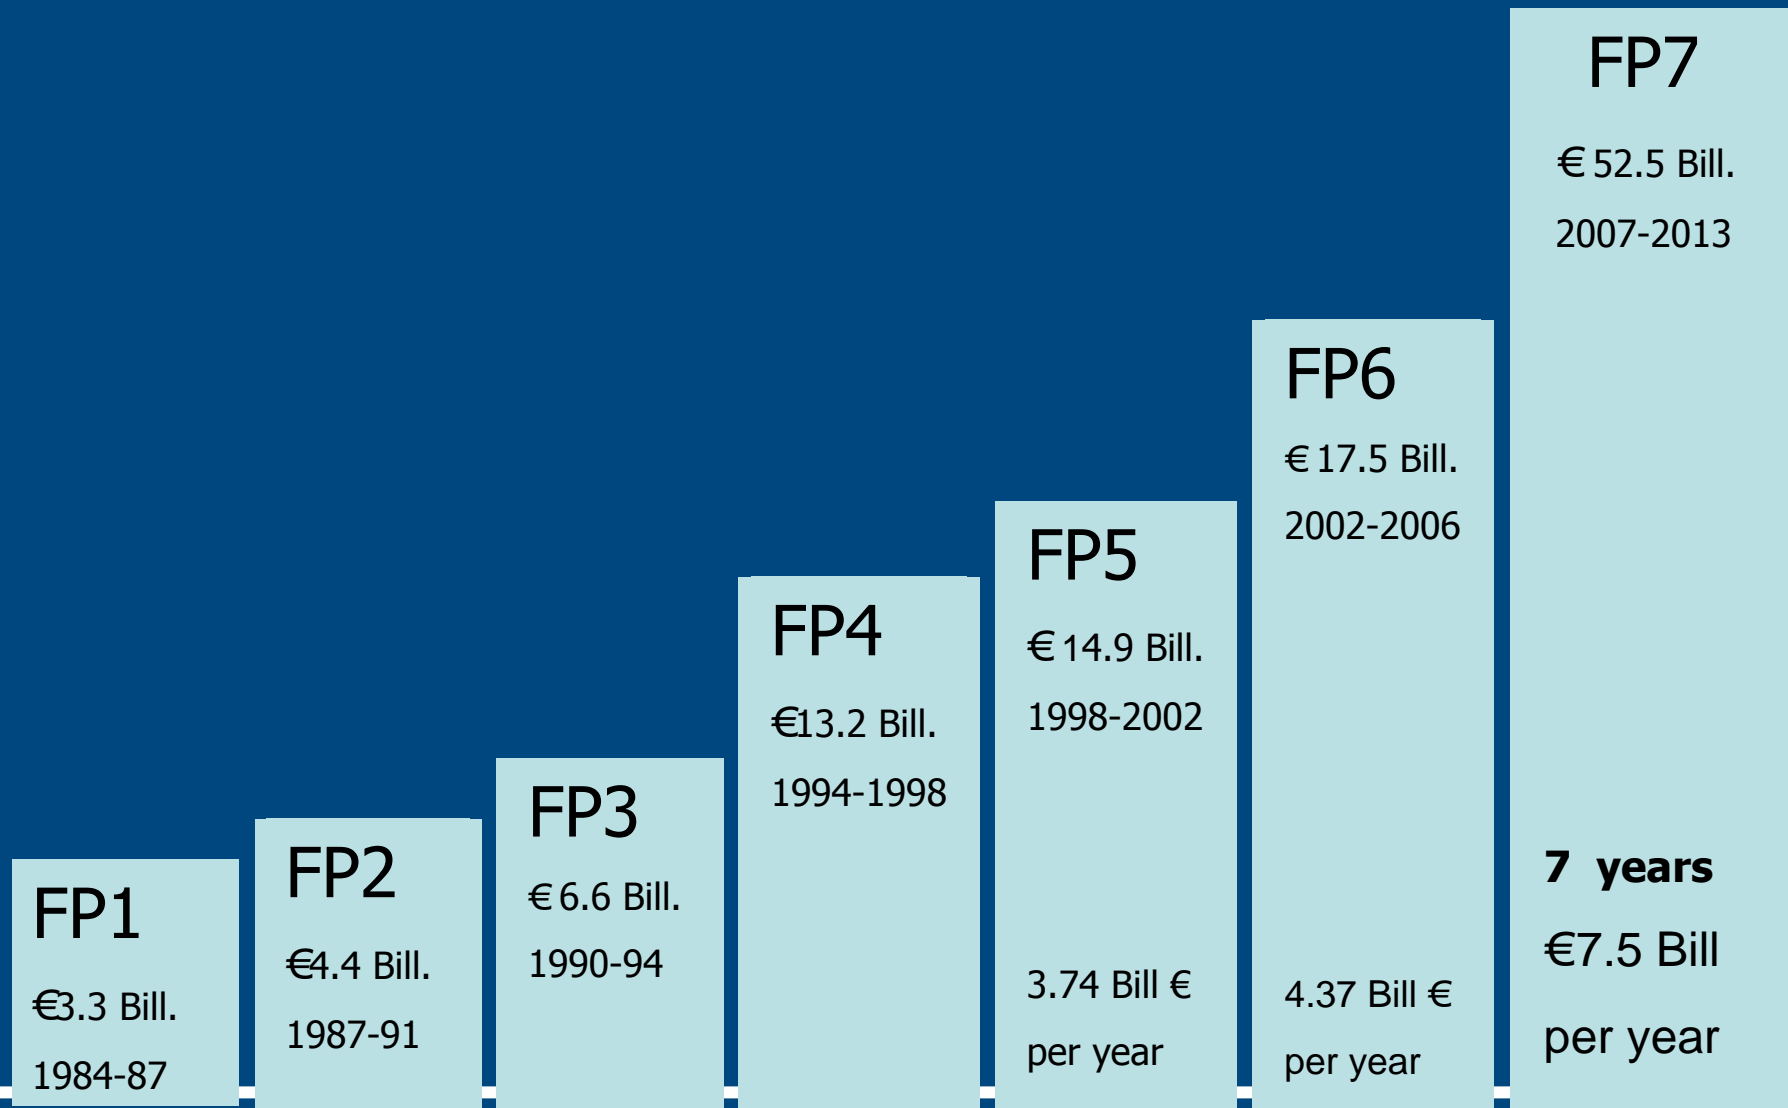 FP1
€3.3 Bill.
1984-87
FP2
€4.4 Bill.
1987-91
FP3
€ 6.6 Bill.
1990-94
FP4
€13.2 Bill.
1994-1998
FP5
€ 14.9 Bill.
1998-2002
3.74 Bill €
per year
FP6
€ 17.5 Bill.
2002-2006
4.37 Bill €
per year
FP7
€ 52.5 Bill.
2007-2013
7 years
€7.5 Bill
per year